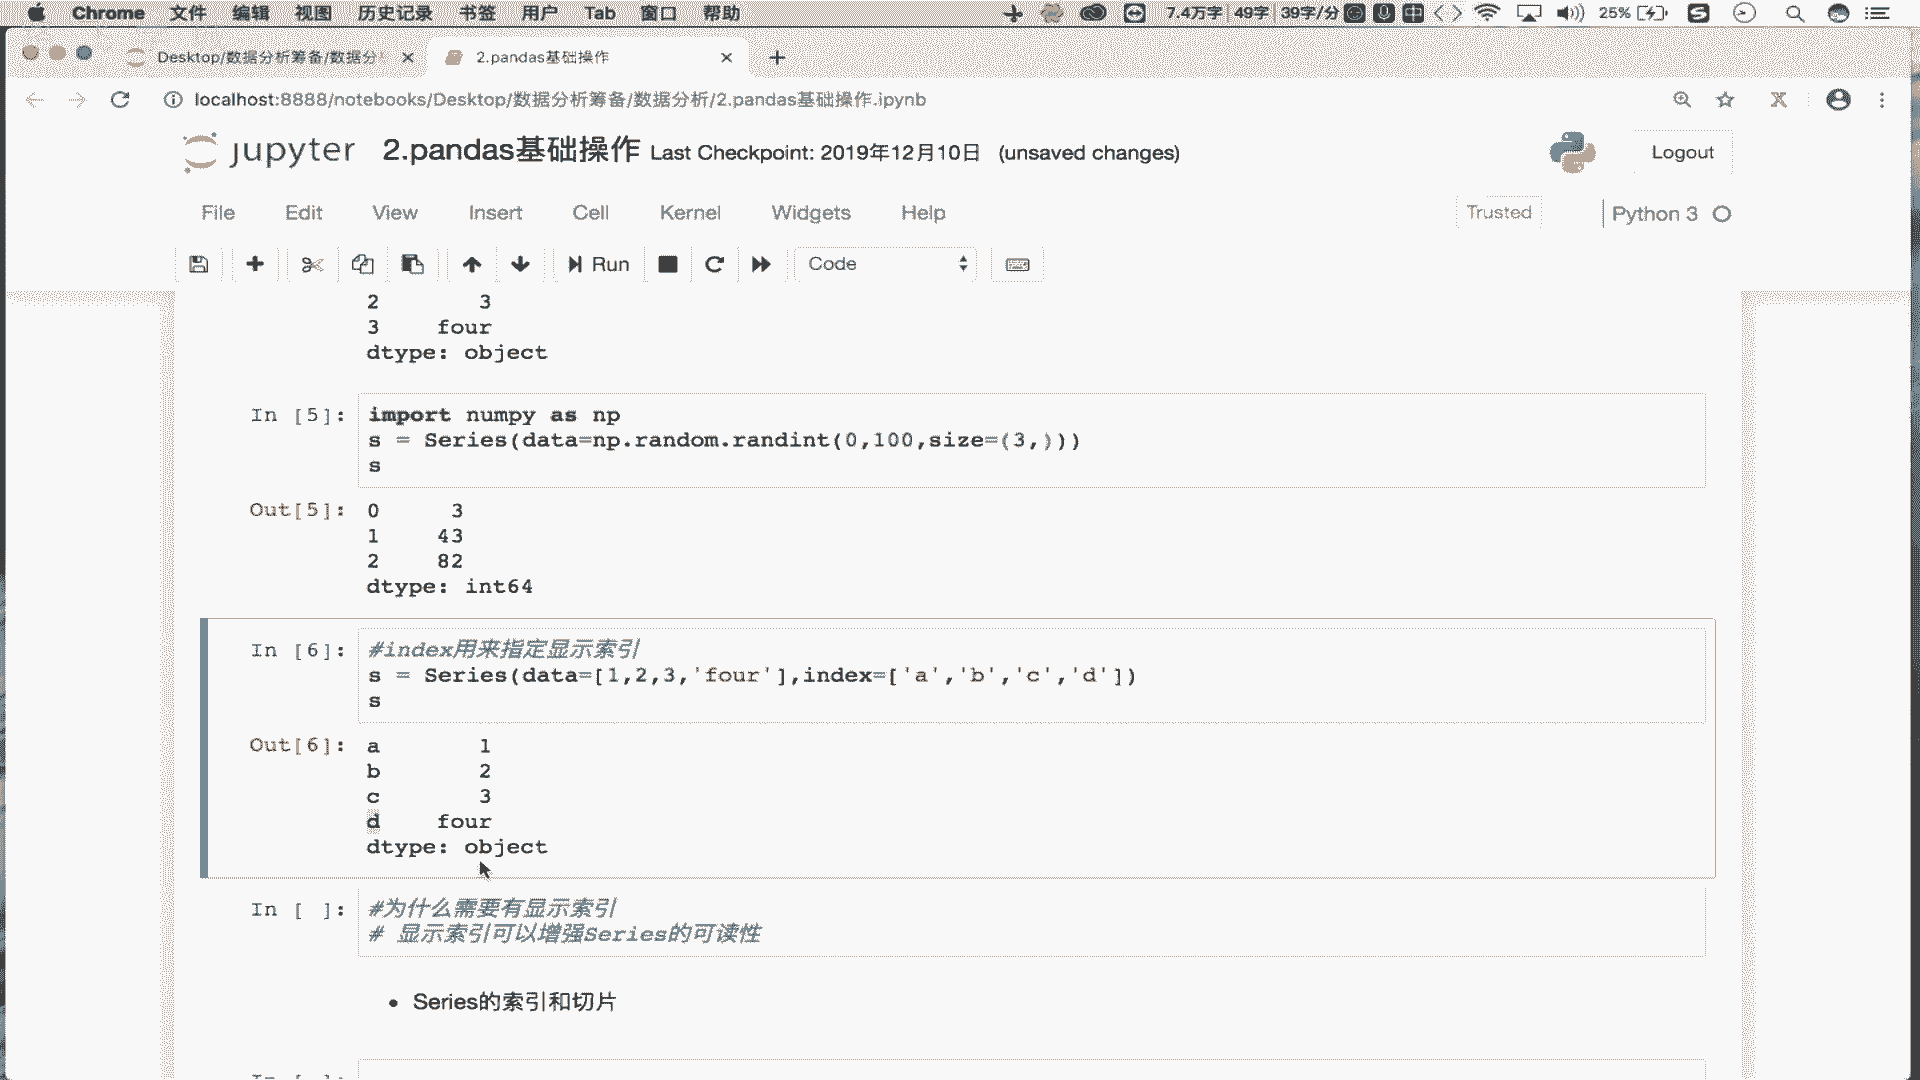 Chrome 文件 编辑 视图 历史记录 书签 用户 Tab 窗口 帮助 7.4万字 49字 39字/分 中 25%
Desktop/数据分析筹备/数据分
2.pandas基础操作
localhost:8888/notebooks/Desktop/数据分析筹备/数据分析/2.pandas基础操作.ipynb
jupyter 2.pandas基础操作 Last Checkpoint: 2019年12月10日 (unsaved changes) Logout
File Edit View Insert Cell Kernel Widgets Help Trusted Python 3
Run Code
2 3
3 four
dtype: object
In [5]: import numpy as np
s = Series(data=np.random.randint(0,100,size=(3,)))
s
Out[5]: 0 3
1 43
2 82
dtype: int64
In [6]: #index用来指定显示索引
s = Series(data=[1,2,3,'four'],index=['a','b','c','d'])
s
Out[6]: a 1
b 2
c 3
d four
dtype: object
In [ ]: #为什么需要有显示索引
# 显示索引可以增强Series的可读性
• Series的索引和切片